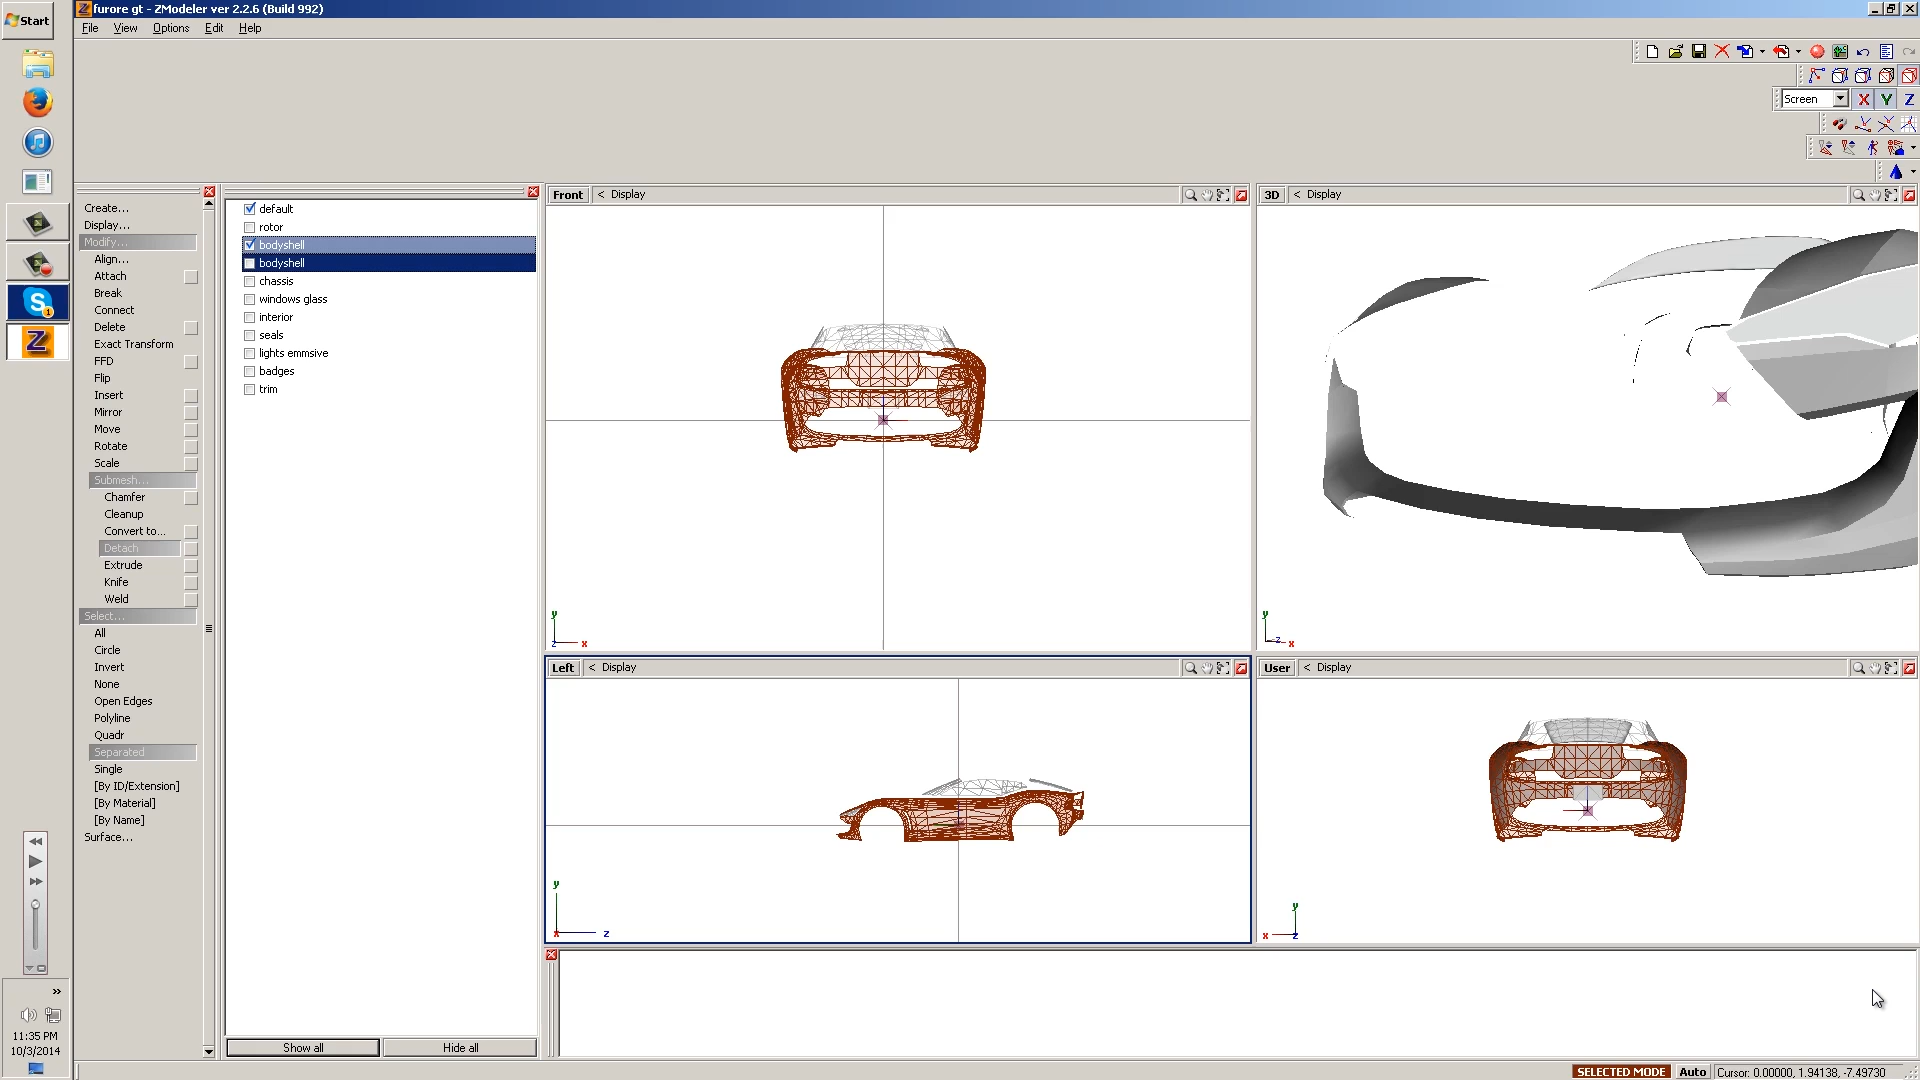 Start
furore gt - ZModeler ver 2.2.6 (Build 992)
File View Options Edit Help
Screen X Y Z
Create...
Display...
Modify...
Align...
Attach
Break
Connect
Delete
Exact Transform
FFD
Flip
Insert
Mirror
Move
Rotate
Scale
Submesh...
Chamfer
Cleanup
Convert to...
Detach
Extrude
Knife
Weld
Select...
All
Circle
Invert
None
Open Edges
Polyline
Quadr
Separated
Single
[By ID/Extension]
[By Material]
[By Name]
Surface...
default
rotor
bodyshell
bodyshell
chassis
windows glass
interior
seals
lights emmsive
badges
trim
Show all
Hide all
Front < Display
y
z x
3D < Display
y
z x
Left < Display
y
x z
User < Display
y
x z
S 1
Z
»
11:35 PM
10/3/2014
SELECTED MODE Auto Cursor: 0.00000, 1.94138, -7.49730